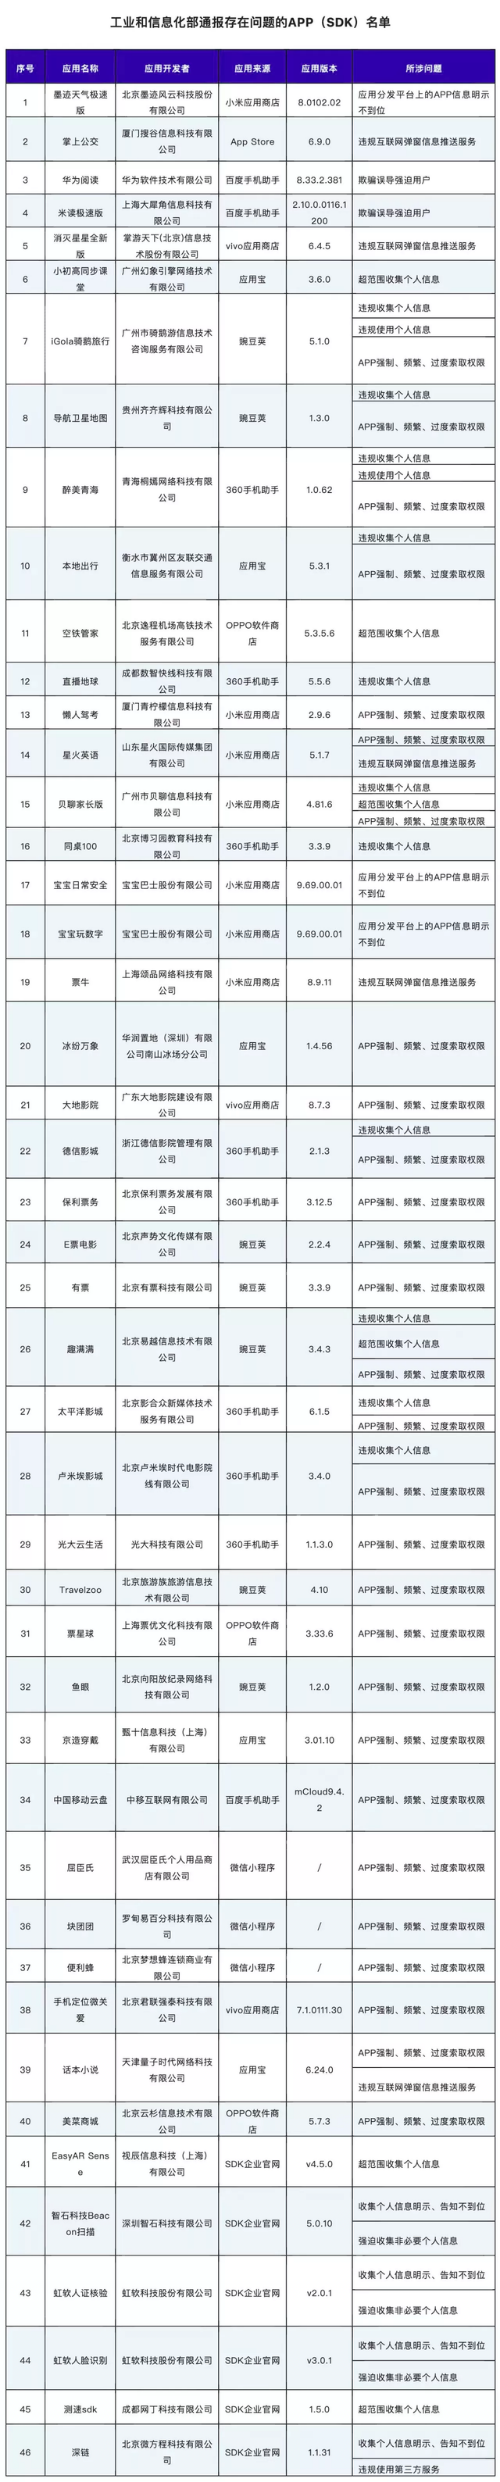 工业和信息化部通报存在问题的APP（SDK）名单
序号 应用名称 应用开发者 应用来源 应用版本 所涉问题
1 墨迹天气极速版 北京墨迹风云科技股份有限公司 小米应用商店 8.0102.02 应用分发平台上的APP信息明示不到位
2 掌上公交 厦门搜谷信息科技有限公司 App Store 6.9.0 违规互联网弹窗信息推送服务
3 华为阅读 华为软件技术有限公司 百度手机助手 8.33.2.381 欺骗误导强迫用户
4 米读极速版 上海大犀角信息科技有限公司 百度手机助手 2.10.0.0116.1200 欺骗误导强迫用户
5 消灭星星全新版 掌游天下(北京)信息技术股份有限公司 vivo应用商店 6.4.5 违规互联网弹窗信息推送服务
6 小初高同步课堂 广州幻象引擎网络技术有限公司 应用宝 3.6.0 超范围收集个人信息
7 iGola骑鹅旅行 广州市骑鹅游信息技术咨询服务有限公司 豌豆荚 5.1.0 违规收集个人信息
违规使用个人信息
APP强制、频繁、过度索取权限
8 导航卫星地图 贵州齐齐辉科技有限公司 豌豆荚 1.3.0 违规收集个人信息
APP强制、频繁、过度索取权限
9 醉美青海 青海桐嫣网络科技有限公司 360手机助手 1.0.62 违规收集个人信息
违规使用个人信息
APP强制、频繁、过度索取权限
10 本地出行 衡水市冀州区友联交通信息服务有限公司 应用宝 5.3.1 违规收集个人信息
APP强制、频繁、过度索取权限
11 空铁管家 北京逸程机场高铁技术服务有限公司 OPPO软件商店 5.3.5.6 超范围收集个人信息
12 直播地球 成都数智快线科技有限公司 360手机助手 5.5.6 违规收集个人信息
13 懒人驾考 厦门青柠檬信息科技有限公司 小米应用商店 2.9.6 APP强制、频繁、过度索取权限
14 星火英语 山东星火国际传媒集团有限公司 小米应用商店 5.1.7 APP强制、频繁、过度索取权限
违规互联网弹窗信息推送服务
15 贝聊家长版 广州市贝聊信息科技有限公司 小米应用商店 4.81.6 违规收集个人信息
超范围收集个人信息
APP强制、频繁、过度索取权限
16 同桌100 北京博习园教育科技有限公司 360手机助手 3.3.9 违规收集个人信息
17 宝宝日常安全 宝宝巴士股份有限公司 小米应用商店 9.69.00.01 应用分发平台上的APP信息明示不到位
18 宝宝玩数字 宝宝巴士股份有限公司 小米应用商店 9.69.00.01 应用分发平台上的APP信息明示不到位
19 票牛 上海颂品网络科技有限公司 小米应用商店 8.9.11 违规互联网弹窗信息推送服务
20 冰纷万象 华润置地（深圳）有限公司南山冰场分公司 应用宝 1.4.56 APP强制、频繁、过度索取权限
21 大地影院 广东大地影院建设有限公司 vivo应用商店 8.7.3 APP强制、频繁、过度索取权限
22 德信影城 浙江德信影院管理有限公司 360手机助手 2.1.3 违规收集个人信息
APP强制、频繁、过度索取权限
23 保利票务 北京保利票务发展有限公司 360手机助手 3.12.5 APP强制、频繁、过度索取权限
24 E票电影 北京声势文化传媒有限公司 豌豆荚 2.2.4 APP强制、频繁、过度索取权限
25 有票 北京有票科技有限公司 豌豆荚 3.3.9 APP强制、频繁、过度索取权限
26 趣满满 北京易越信息技术有限公司 豌豆荚 3.4.3 违规收集个人信息
超范围收集个人信息
APP强制、频繁、过度索取权限
27 太平洋影城 北京影合众新媒体技术服务有限公司 360手机助手 6.1.5 违规收集个人信息
APP强制、频繁、过度索取权限
28 卢米埃影城 北京卢米埃时代电影院线有限公司 360手机助手 3.4.0 违规收集个人信息
APP强制、频繁、过度索取权限
29 光大云生活 光大科技有限公司 360手机助手 1.1.3.0 APP强制、频繁、过度索取权限
30 Travelzoo 北京旅游族旅游信息技术有限公司 豌豆荚 4.10 APP强制、频繁、过度索取权限
31 票星球 上海票优文化科技有限公司 OPPO软件商店 3.33.6 APP强制、频繁、过度索取权限
32 鱼眼 北京向阳放纪录网络科技有限公司 豌豆荚 1.2.0 APP强制、频繁、过度索取权限
33 京造穿戴 甄十信息科技（上海）有限公司 应用宝 3.01.10 APP强制、频繁、过度索取权限
34 中国移动云盘 中移互联网有限公司 百度手机助手 mCloud9.4.2 APP强制、频繁、过度索取权限
35 屈臣氏 武汉屈臣氏个人用品商店有限公司 微信小程序 / APP强制、频繁、过度索取权限
36 块团团 罗甸易百分科技有限公司 微信小程序 / APP强制、频繁、过度索取权限
37 便利蜂 北京梦想蜂连锁商业有限公司 微信小程序 / APP强制、频繁、过度索取权限
38 手机定位微关爱 北京君联强泰科技有限公司 vivo应用商店 7.1.0111.30 APP强制、频繁、过度索取权限
39 话本小说 天津量子时代网络科技有限公司 应用宝 6.24.0 APP强制、频繁、过度索取权限
违规互联网弹窗信息推送服务
40 美菜商城 北京云杉信息技术有限公司 OPPO软件商店 5.7.3 APP强制、频繁、过度索取权限
41 EasyAR Sense 视辰信息科技（上海）有限公司 SDK企业官网 v4.5.0 超范围收集个人信息
42 智石科技Beacon扫描 深圳智石科技有限公司 SDK企业官网 5.0.10 收集个人信息明示、告知不到位
强迫收集非必要个人信息
43 虹软人证核验 虹软科技股份有限公司 SDK企业官网 v2.0.1 收集个人信息明示、告知不到位
强迫收集非必要个人信息
44 虹软人脸识别 虹软科技股份有限公司 SDK企业官网 v3.0.1 收集个人信息明示、告知不到位
强迫收集非必要个人信息
45 测速sdk 成都网丁科技有限公司 SDK企业官网 1.5.0 超范围收集个人信息
46 深链 北京微方程科技有限公司 SDK企业官网 1.1.31 收集个人信息明示、告知不到位
违规使用第三方服务